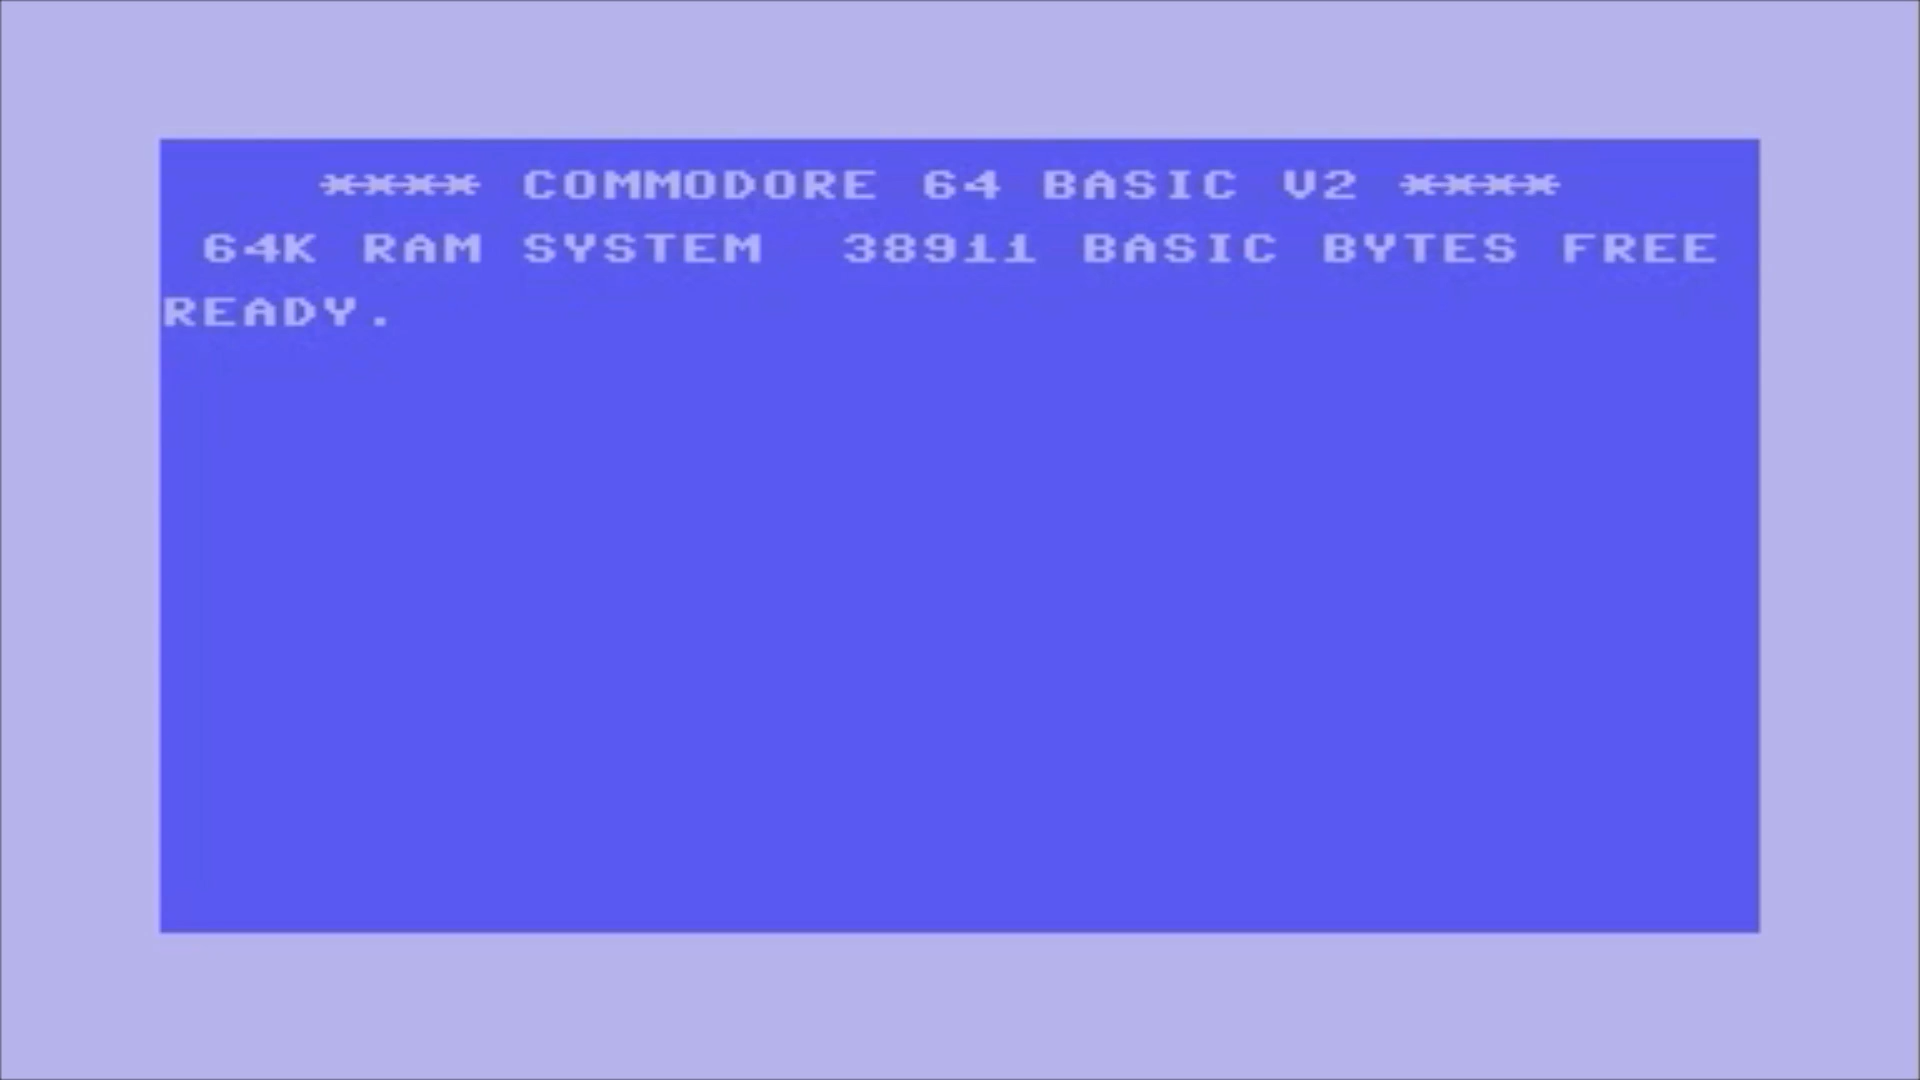 **** COMMODORE 64 BASIC V2 ****
64K RAM SYSTEM  38911 BASIC BYTES FREE
READY.